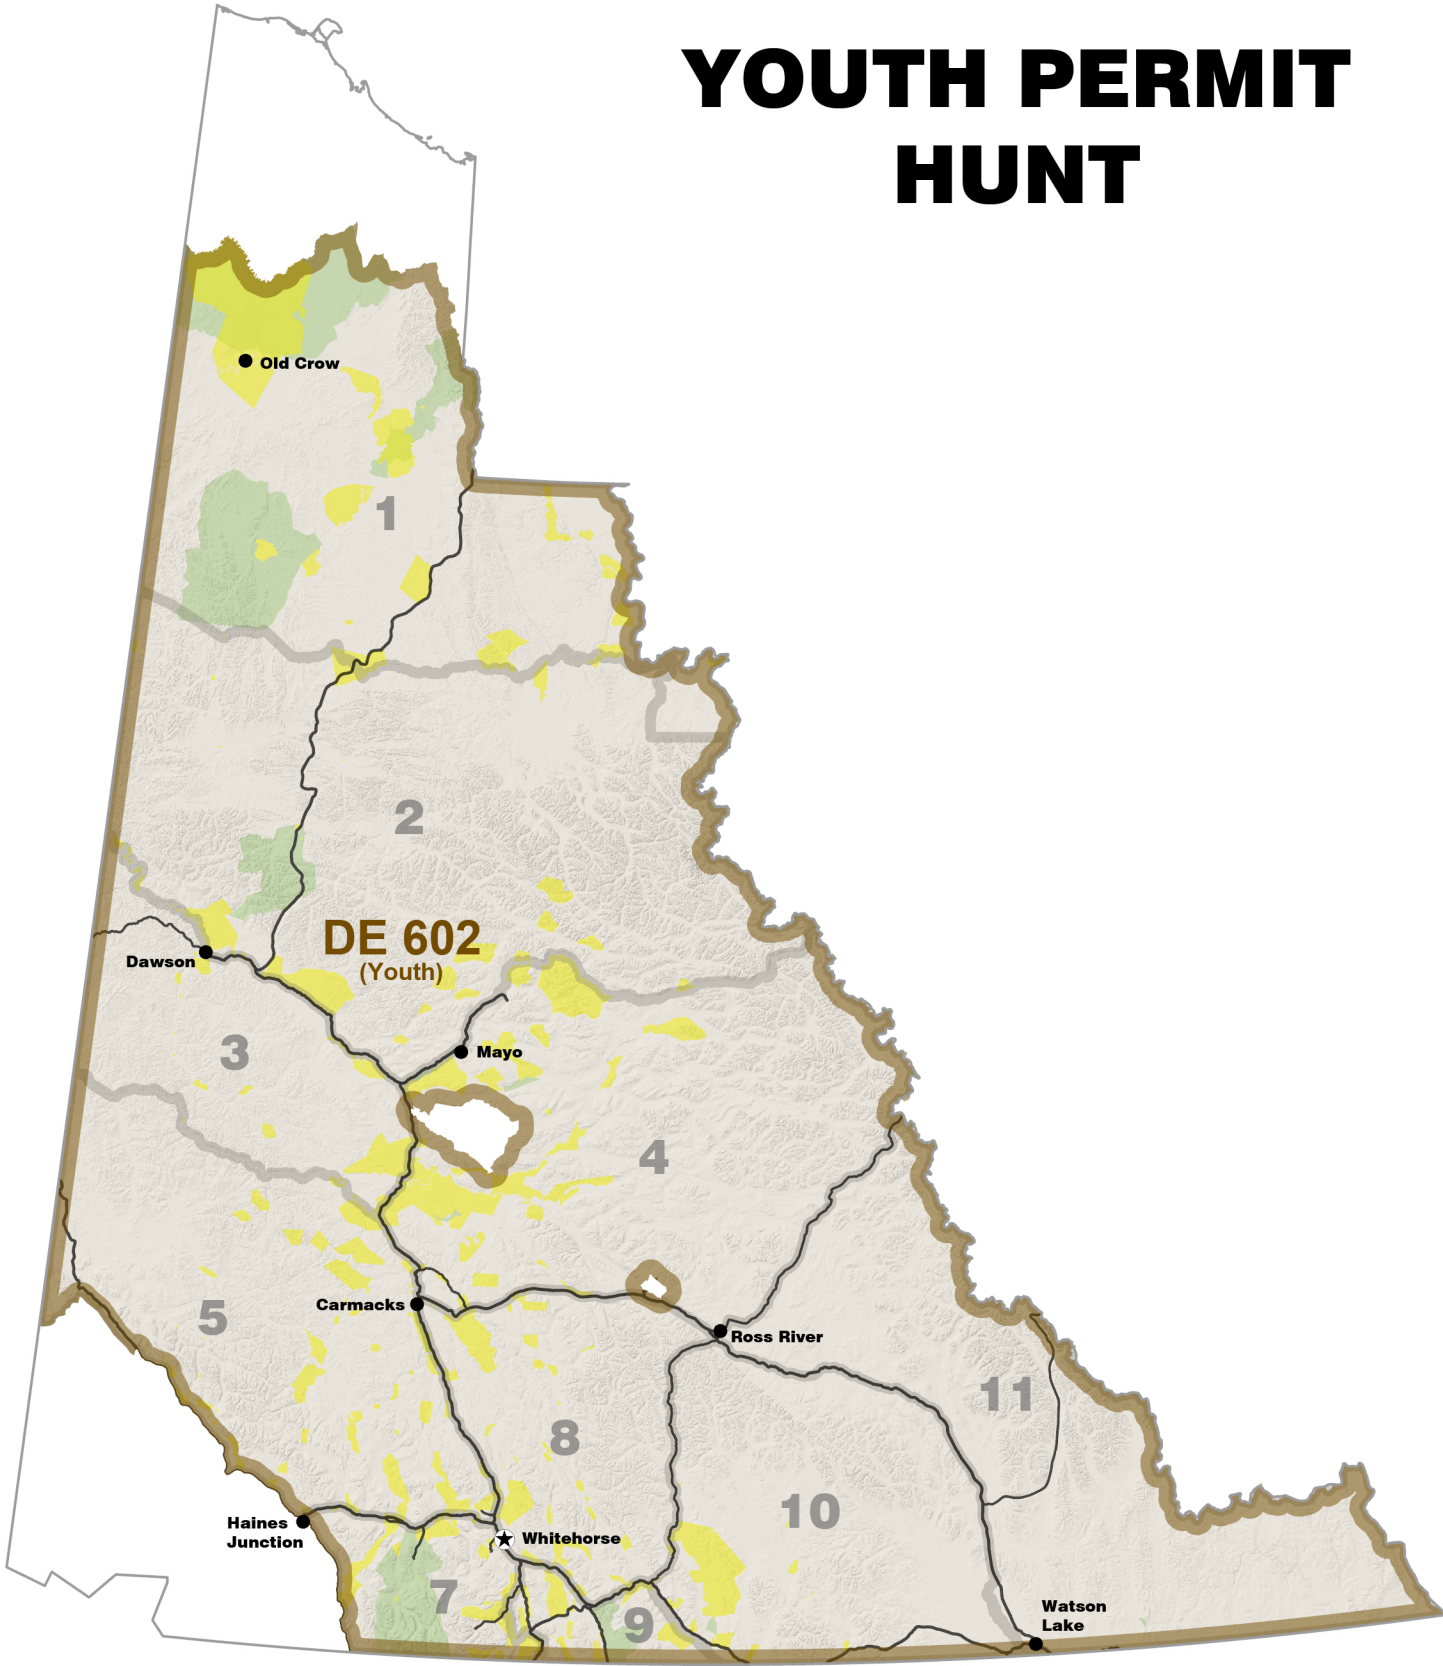 YOUTH PERMIT
HUNT
Old Crow
1
2
DE 602
(Youth)
Dawson
3
Mayo
4
5
Carmacks
Ross River
11
8
10
Haines
Junction
Whitehorse
7
9
Watson
Lake